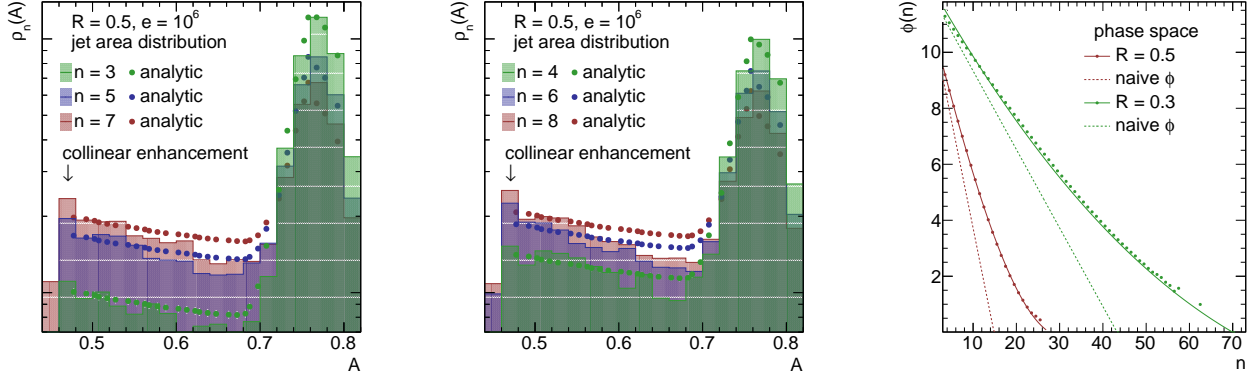 ρn(A)
R = 0.5, e = 10^6
jet area distribution
n = 3 analytic
n = 5 analytic
n = 7 analytic
collinear enhancement
↓
0.5 0.6 0.7 0.8
A
ρn(A)
R = 0.5, e = 10^6
jet area distribution
n = 4 analytic
n = 6 analytic
n = 8 analytic
collinear enhancement
↓
0.5 0.6 0.7 0.8
A
ϕ(n)
phase space
R = 0.5
naive ϕ
R = 0.3
naive ϕ
10
8
6
4
2
10 20 30 40 50 60 70
n